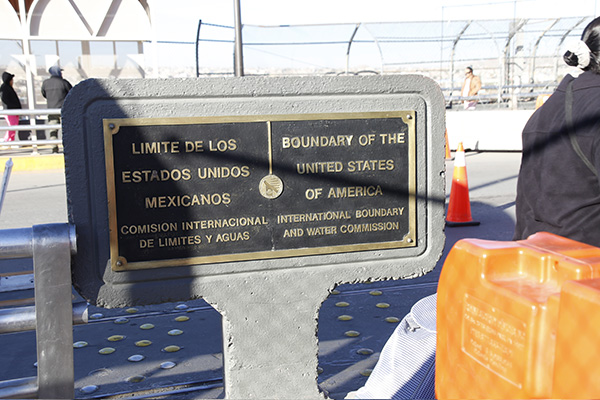 LIMITE DE LOS
ESTADOS UNIDOS
MEXICANOS
COMISION INTERNACIONAL
DE LIMITES Y AGUAS
BOUNDARY OF THE
UNITED STATES
OF AMERICA
INTERNATIONAL BOUNDARY
AND WATER COMMISSION